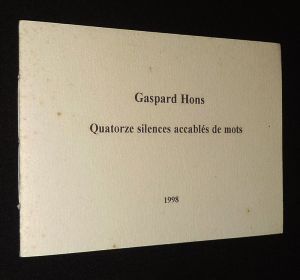 Gaspard Hons
Quatorze silences accablés de mots
1998